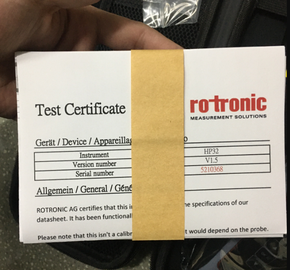 Test Certificate
rotronic
MEASUREMENT SOLUTIONS
Gerät / Device / Appareillag o
Instrument HP32
Version number V1.5
Serial number 5210368
Allgemein / General / Géné
ROTRONIC AG certifies that this i the specifications of our
datasheet. It has been functional
Please note that this isn't a calibr t would depend on the probe.